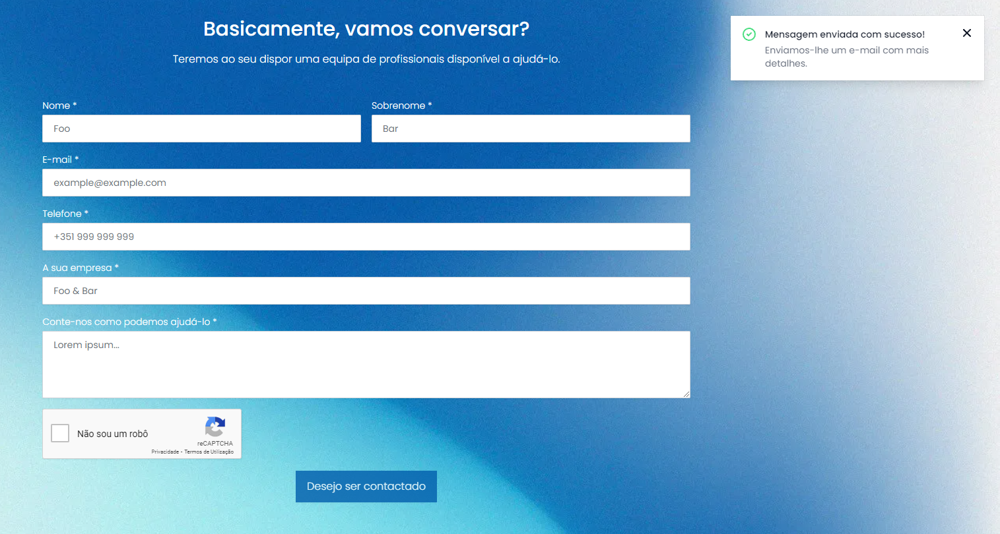 Basicamente, vamos conversar?
Teremos ao seu dispor uma equipa de profissionais disponível a ajudá-lo.
Mensagem enviada com sucesso!
Enviamos-lhe um e-mail com mais
detalhes.
Nome *
Foo
Sobrenome *
Bar
E-mail *
example@example.com
Telefone *
+351 999 999 999
A sua empresa *
Foo & Bar
Conte-nos como podemos ajudá-lo *
Lorem ipsum...
Não sou um robô
reCAPTCHA
Privacidade - Termos de Utilização
Desejo ser contactado